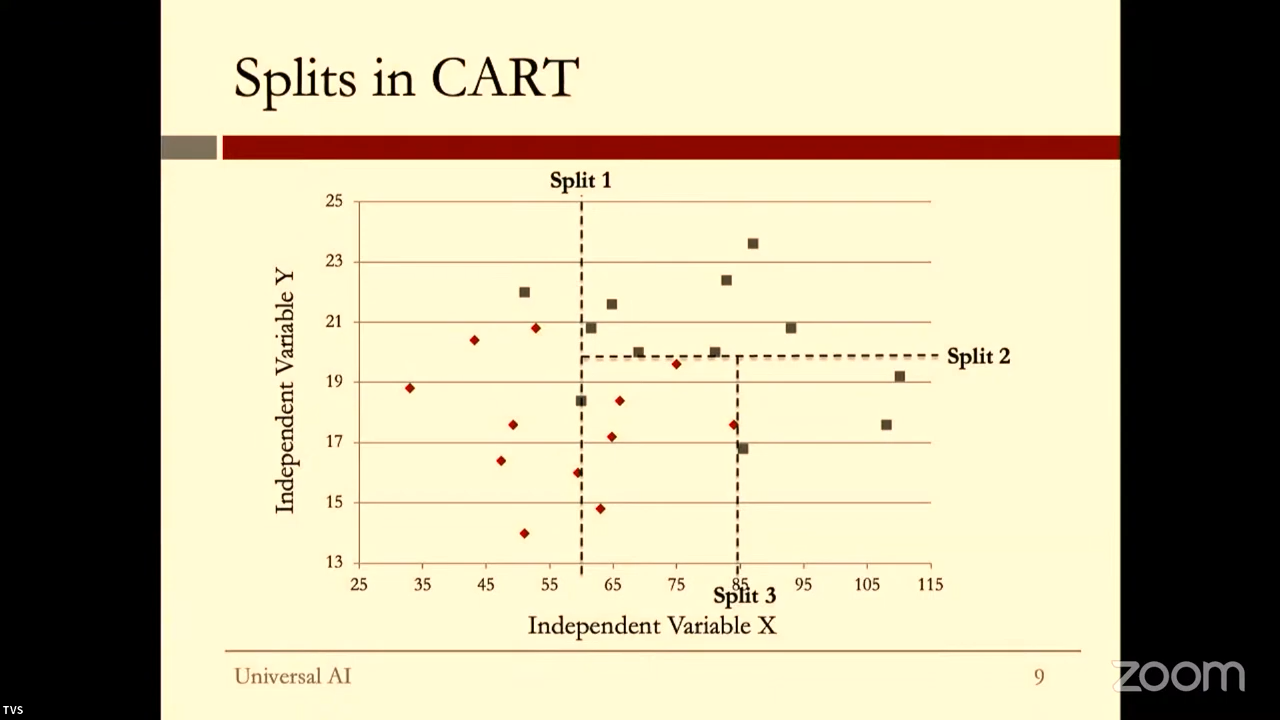 Splits in CART
Split 1
25
23
21
19
17
15
13
Independent Variable Y
Split 2
25 35 45 55 65 75 85 95 105 115
Split 3
Independent Variable X
Universal AI
9
zoom
TVS